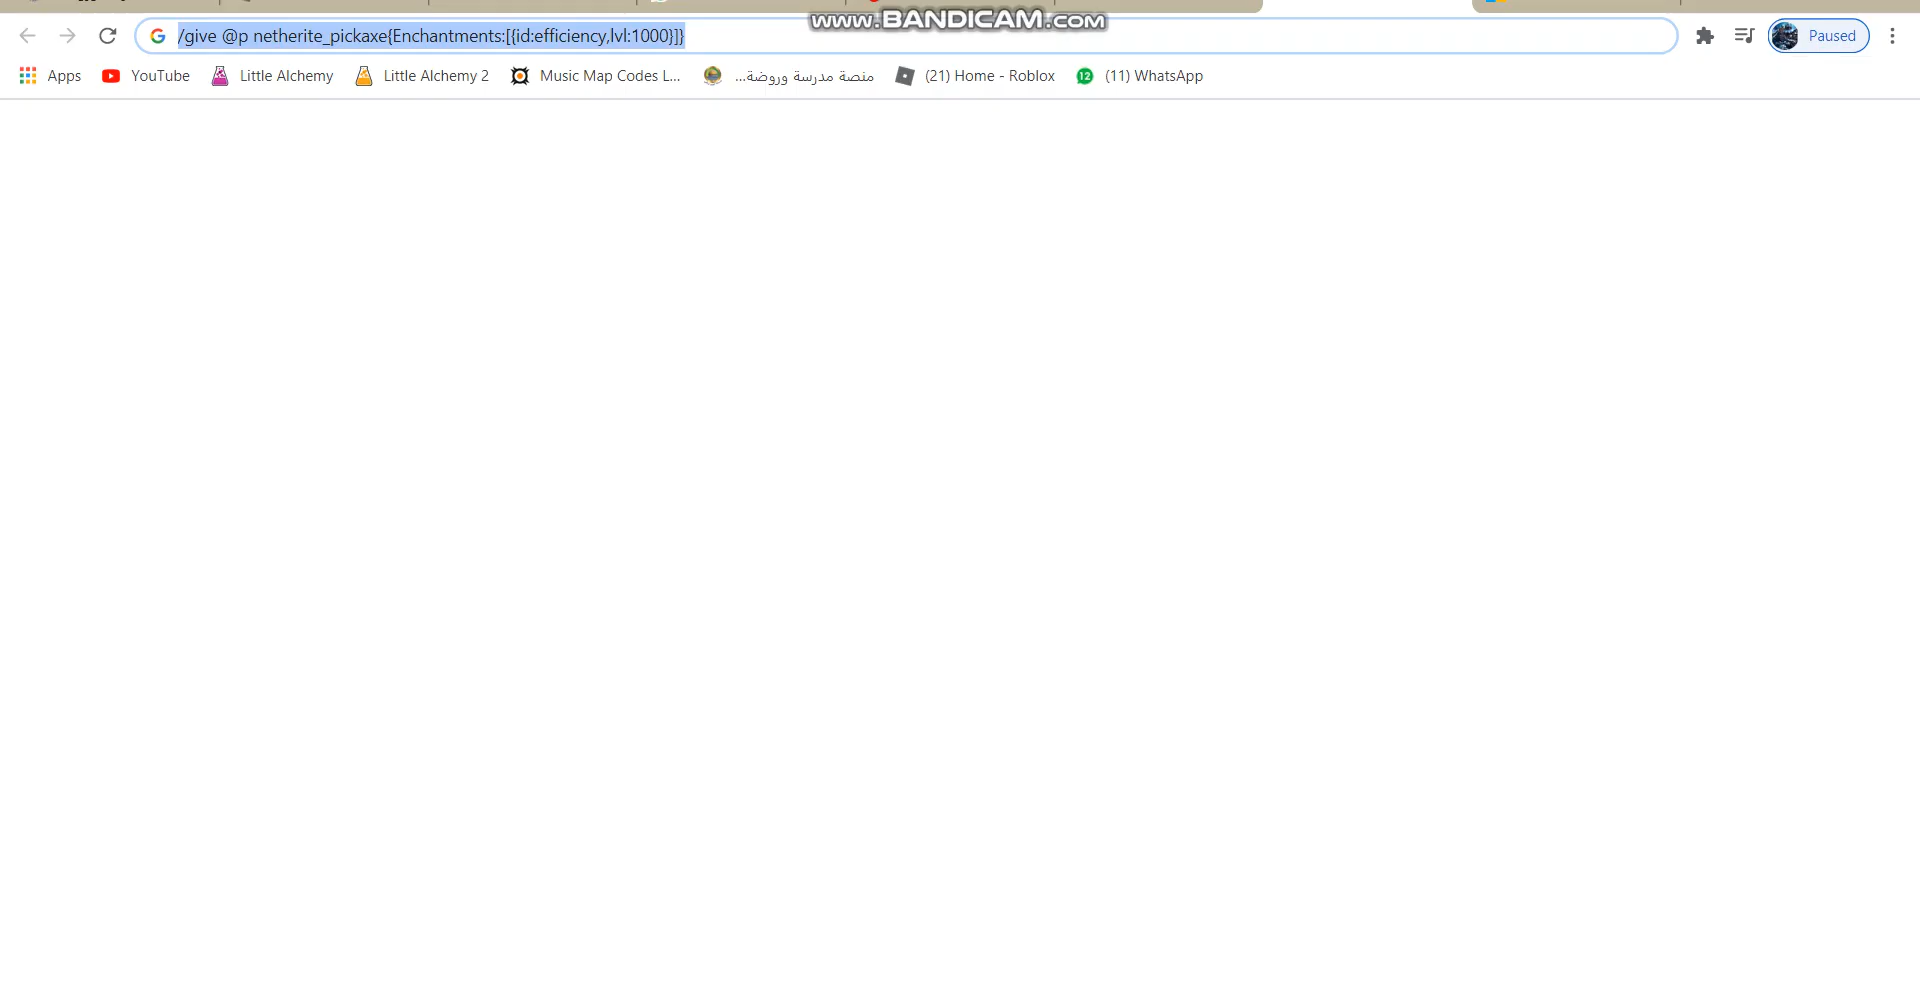 www.BANDICAM.com
/give @p netherite_pickaxe{Enchantments:[{id:efficiency,lvl:1000}]}
Paused
Apps YouTube Little Alchemy Little Alchemy 2 Music Map Codes L... منصة مدرسة وروضة... (21) Home - Roblox 12 (11) WhatsApp